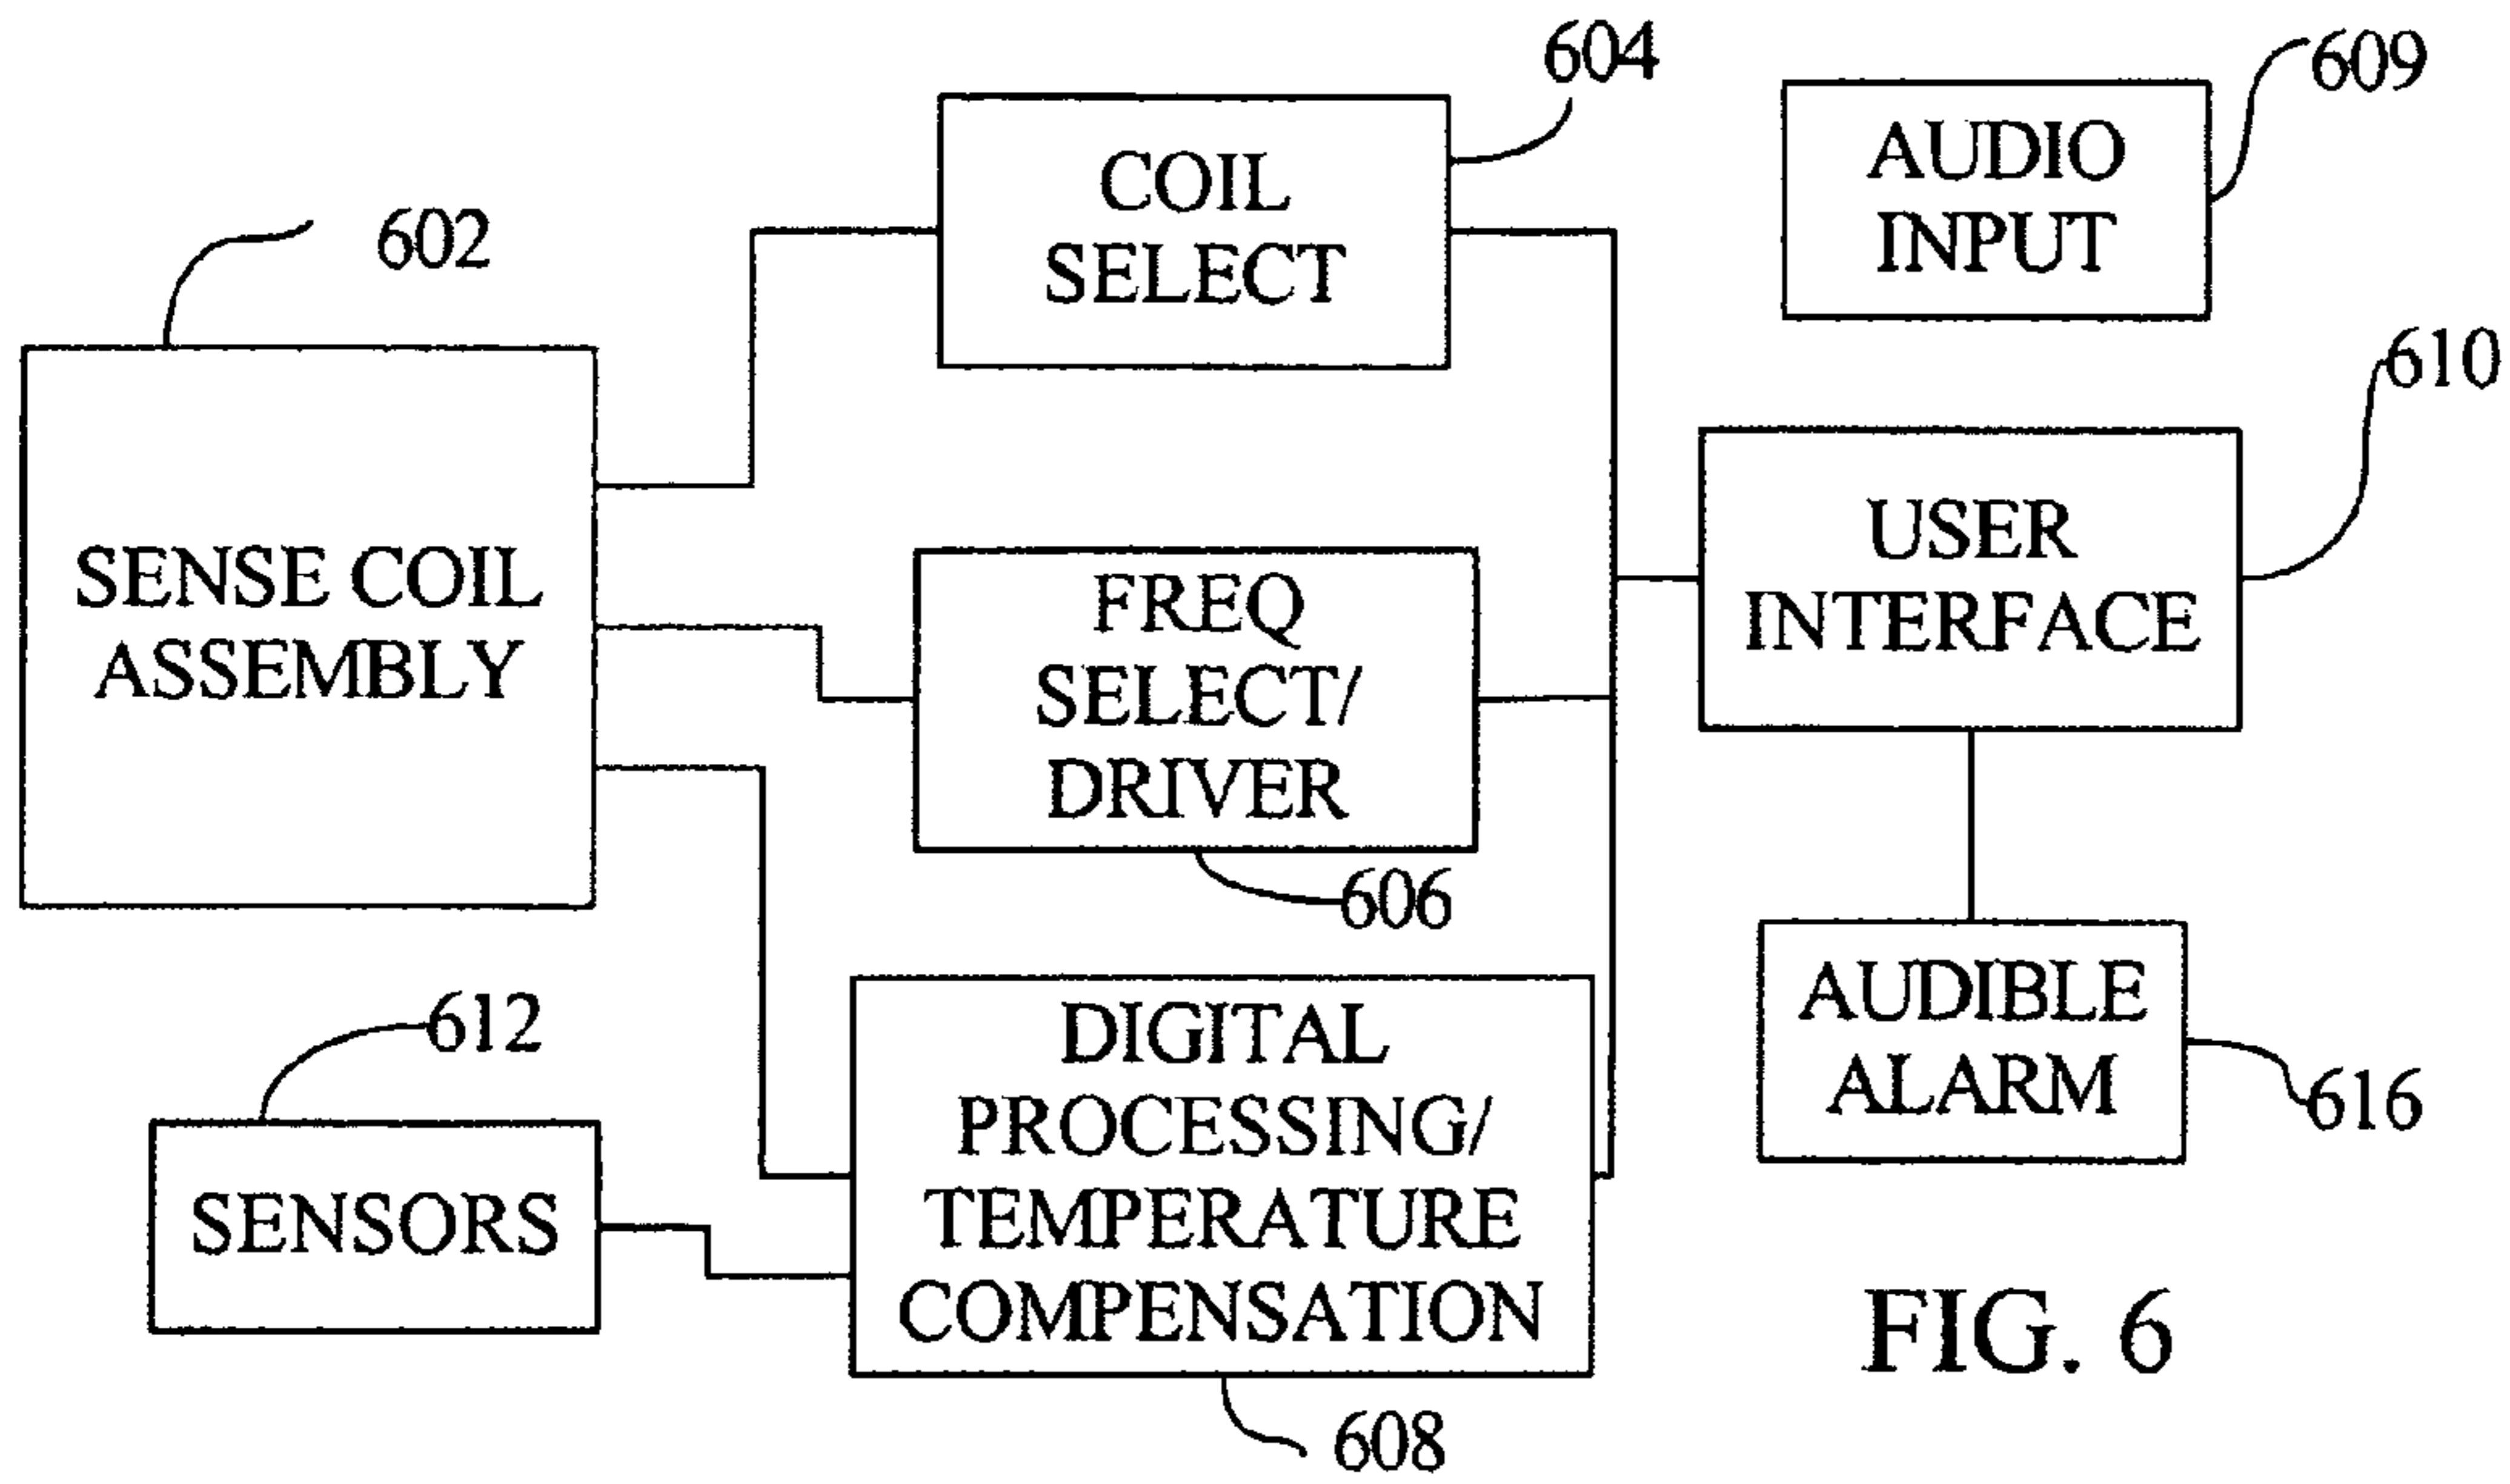 604
COIL
SELECT
609
AUDIO
INPUT
602
SENSE COIL
ASSEMBLY
610
USER
INTERFACE
FREQ
SELECT/
DRIVER
606
612
SENSORS
DIGITAL
PROCESSING/
TEMPERATURE
COMPENSATION
608
AUDIBLE
ALARM
616
FIG. 6